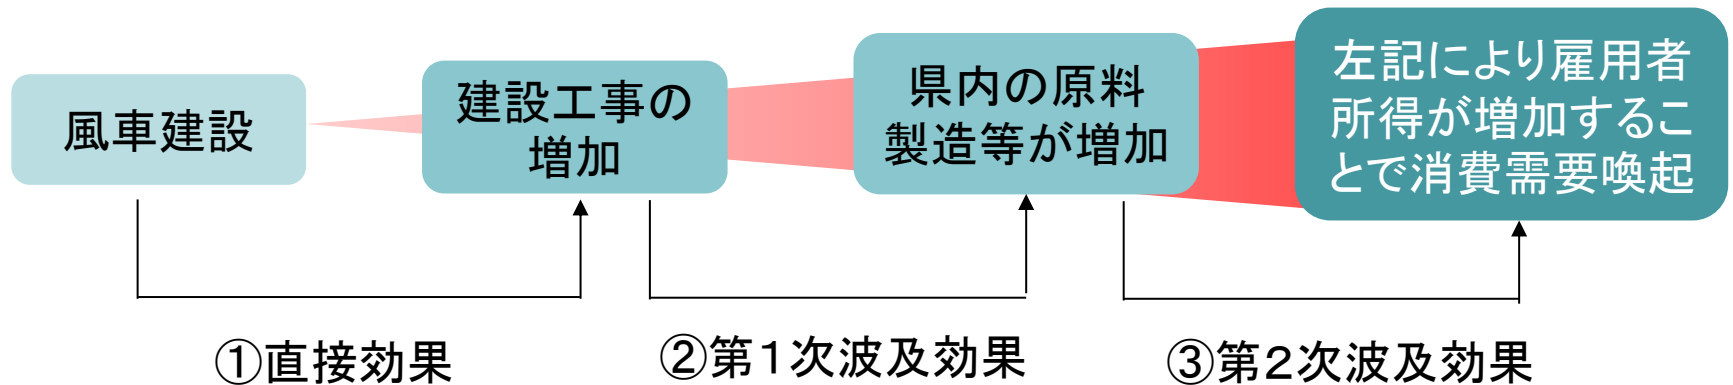 風車建設
建設工事の
増加
県内の原料
製造等が増加
左記により雇用者
所得が増加するこ
とで消費需要喚起
①直接効果
②第１次波及効果
③第２次波及効果